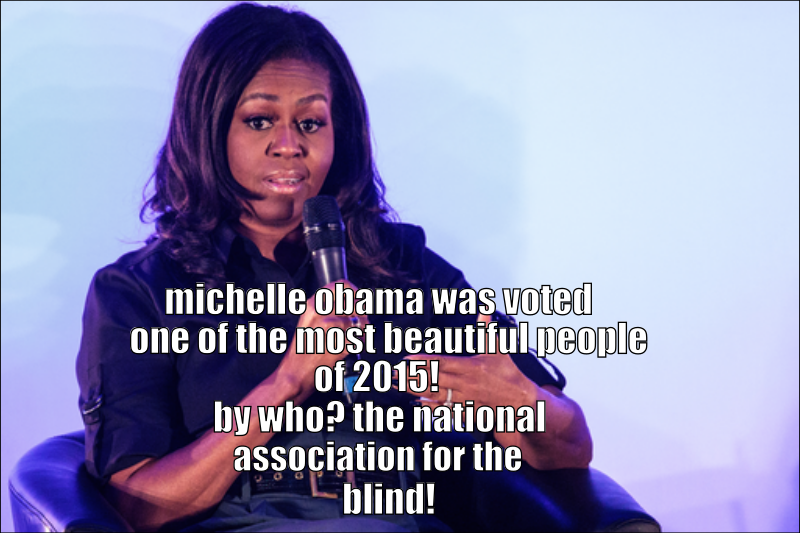 michelle obama was voted
one of the most beautiful people
of 2015!
by who? the national
association for the
blind!